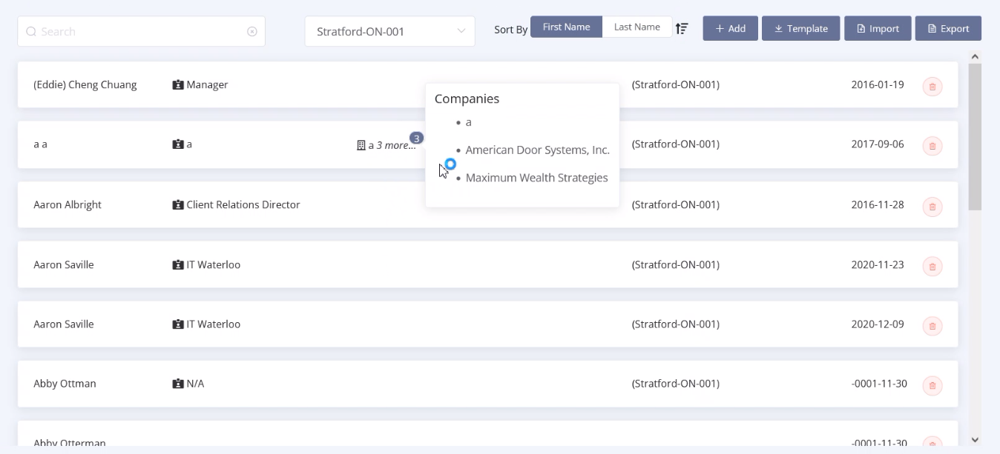 Search
Stratford-ON-001
Sort By
First Name
Last Name
Add
Template
Import
Export
(Eddie) Cheng Chuang
Manager
(Stratford-ON-001)
2016-01-19
a a
a
a 3 more...
3
(Stratford-ON-001)
2017-09-06
Companies
• a
• American Door Systems, Inc.
• Maximum Wealth Strategies
Aaron Albright
Client Relations Director
(Stratford-ON-001)
2016-11-28
Aaron Saville
IT Waterloo
(Stratford-ON-001)
2020-11-23
Aaron Saville
IT Waterloo
(Stratford-ON-001)
2020-12-09
Abby Ottman
N/A
(Stratford-ON-001)
-0001-11-30
Abby Otterman
-0001-11-30